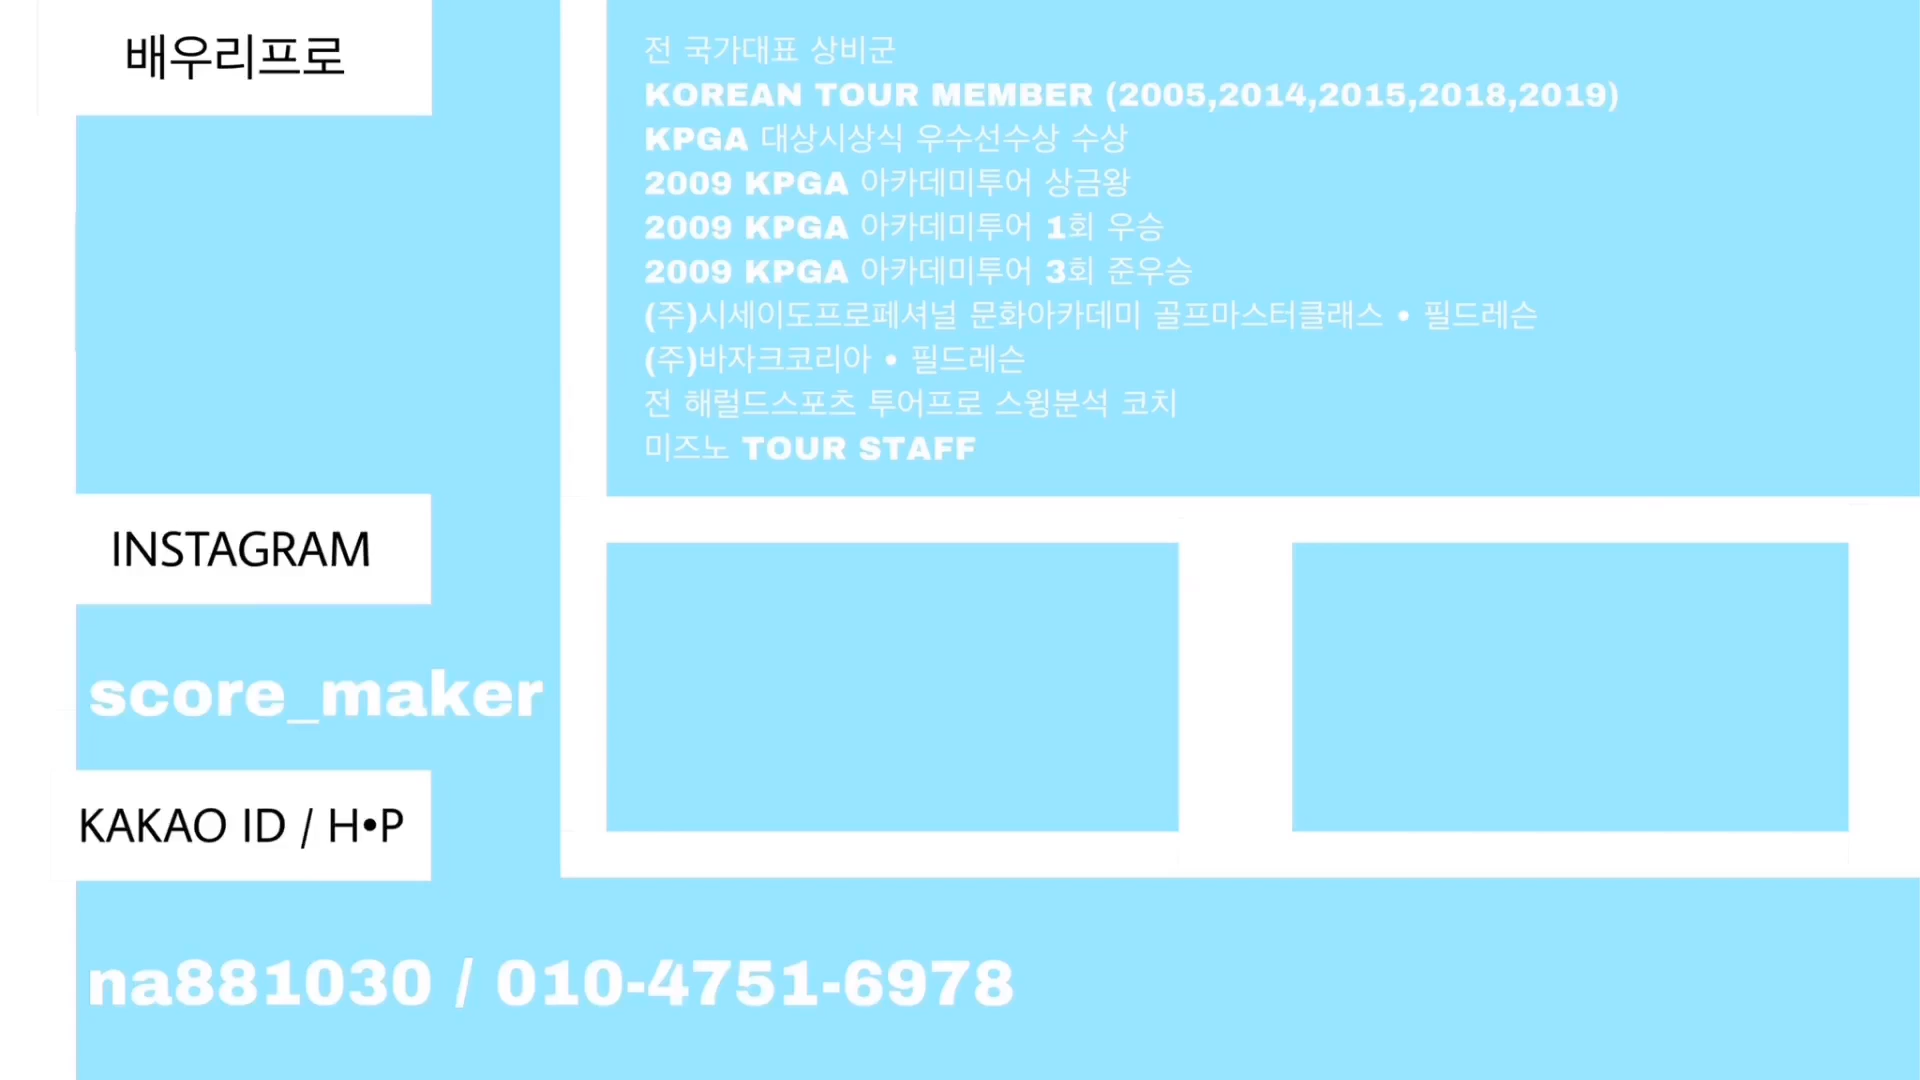 배우리프로
전 국가대표 상비군
KOREAN TOUR MEMBER (2005,2014,2015,2018,2019)
KPGA 대상시상식 우수선수상 수상
2009 KPGA 아카데미투어 상금왕
2009 KPGA 아카데미투어 1회 우승
2009 KPGA 아카데미투어 3회 준우승
(주)시세이도프로페셔널 문화아카데미 골프마스터클래스 • 필드레슨
(주)바자크코리아 • 필드레슨
전 해럴드스포츠 투어프로 스윙분석 코치
미즈노 TOUR STAFF
INSTAGRAM
score_maker
KAKAO ID / H•P
na881030 / 010-4751-6978